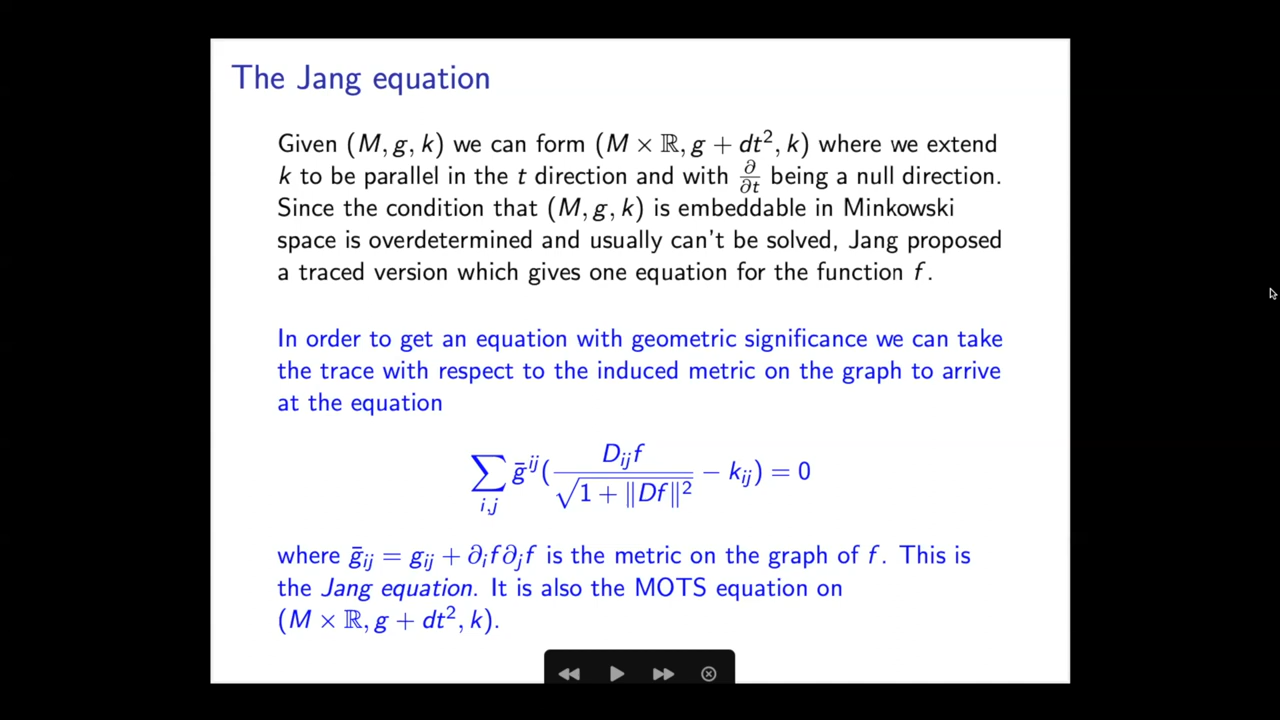 The Jang equation
Given (M, g, k) we can form (M × ℝ, g + dt², k) where we extend
k to be parallel in the t direction and with ∂/∂t being a null direction.
Since the condition that (M, g, k) is embeddable in Minkowski
space is overdetermined and usually can't be solved, Jang proposed
a traced version which gives one equation for the function f.
In order to get an equation with geometric significance we can take
the trace with respect to the induced metric on the graph to arrive
at the equation
∑_{i,j} ḡ^{ij}( D_{ij}f / √(1 + ‖Df‖²) − k_{ij}) = 0
where ḡ_{ij} = g_{ij} + ∂_i f ∂_j f is the metric on the graph of f. This is
the Jang equation. It is also the MOTS equation on
(M × ℝ, g + dt², k).